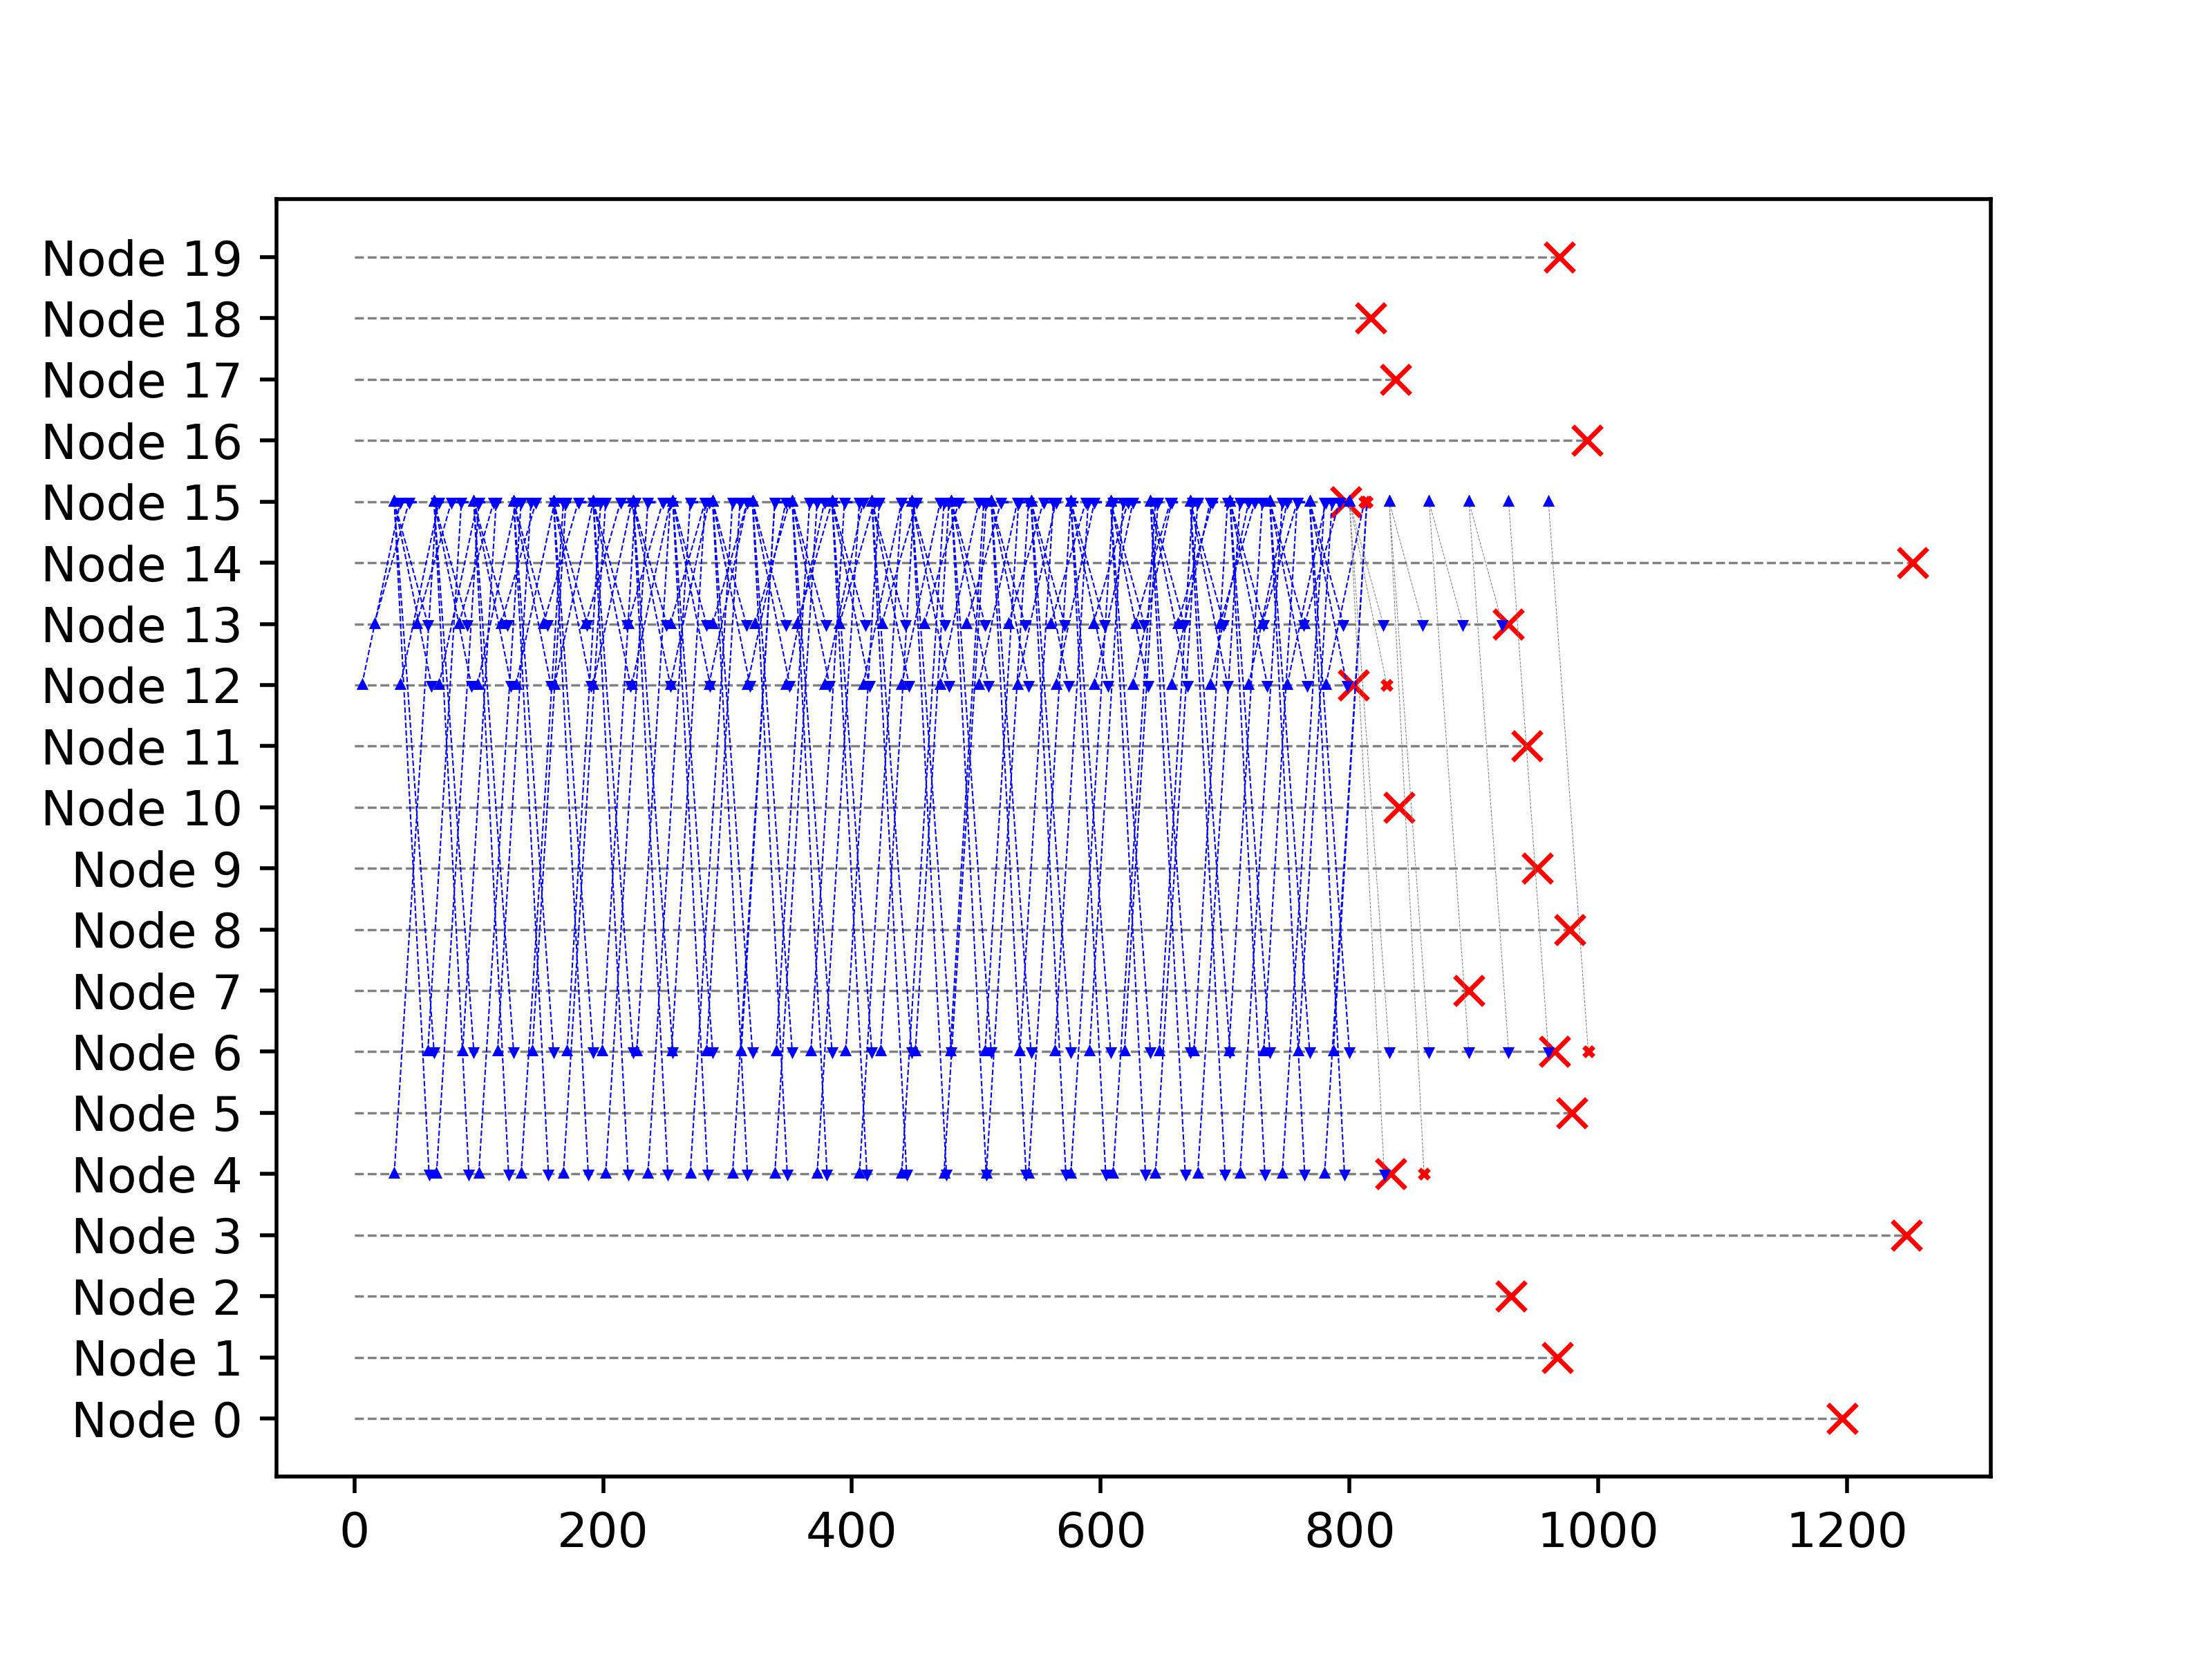 Node 19
Node 18
Node 17
Node 16
Node 15
Node 14
Node 13
Node 12
Node 11
Node 10
Node 9
Node 8
Node 7
Node 6
Node 5
Node 4
Node 3
Node 2
Node 1
Node 0
0 200 400 600 800 1000 1200